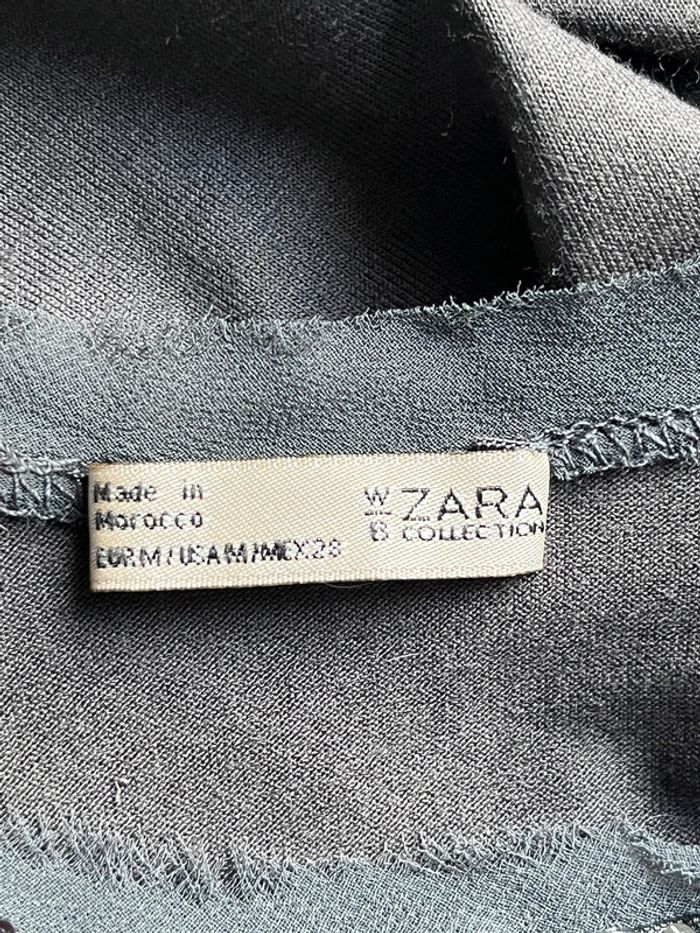 Made in
Morocco
EUR M / USA M / MEX 28
W
B
ZARA
COLLECTION